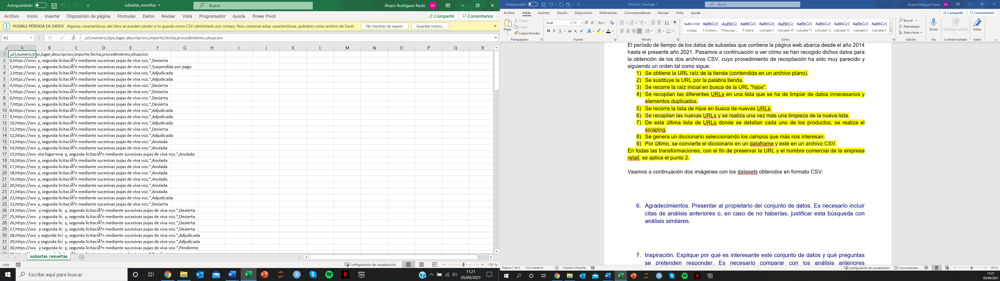 Autoguardado
subastas_resueltas
Buscar
Álvaro Rodríguez Pardo
ÁR
Archivo Inicio Insertar Disposición de página Fórmulas Datos Revisar Vista Programador Ayuda Power Pivot
Compartir
Comentarios
POSIBLE PÉRDIDA DE DATOS Algunas características del libro se pueden perder si lo guarda como CSV (delimitado por comas). Para conservar estas características, guárdelo como archivo de Excel.
No mostrar de nuevo
Guardar como...
A1
fx
,url,numero,tipo,lugar,descripcion,importe,fecha,procedimiento,situacion
A B C D E F G H I J K L M N O P Q R
1 ,url,numero,tipo,lugar,descripcion,importe,fecha,procedimiento,situacion
2 0,https://www y, segunda licitaciÃ³n mediante sucesivas pujas de viva voz.",Desierta
3 1,https://www y, segunda licitaciÃ³n mediante sucesivas pujas de viva voz.",Suspendida por pago
4 2,https://www y, segunda licitaciÃ³n mediante sucesivas pujas de viva voz.",Adjudicada
5 3,https://www y, segunda licitaciÃ³n mediante sucesivas pujas de viva voz.",Adjudicada
6 4,https://www y, segunda licitaciÃ³n mediante sucesivas pujas de viva voz.",Desierta
7 5,https://www y, segunda licitaciÃ³n mediante sucesivas pujas de viva voz.",Desierta
8 6,https://www y, segunda licitaciÃ³n mediante sucesivas pujas de viva voz.",Desierta
9 7,https://www y, segunda licitaciÃ³n mediante sucesivas pujas de viva voz.",Desierta
10 8,https://www y, segunda licitaciÃ³n mediante sucesivas pujas de viva voz.",Adjudicada
11 9,https://www y, segunda licitaciÃ³n mediante sucesivas pujas de viva voz.",Adjudicada
12 10,https://ww y, segunda licitaciÃ³n mediante sucesivas pujas de viva voz.",Adjudicada
13 11,https://ww y, segunda licitaciÃ³n mediante sucesivas pujas de viva voz.",Desierta
14 12,https://ww y, segunda licitaciÃ³n mediante sucesivas pujas de viva voz.",Adjudicada
15 13,https://ww y, segunda licitaciÃ³n mediante sucesivas pujas de viva voz.",Anulada
16 14,https://ww y, segunda licitaciÃ³n mediante sucesivas pujas de viva voz.",Anulada
17 15,https://ww eta bigarrena y, segunda licitaciÃ³n mediante sucesivas pujas de viva voz.",Anulada
18 16,https://ww y, segunda licitaciÃ³n mediante sucesivas pujas de viva voz.",Anulada
19 17,https://ww y, segunda licitaciÃ³n mediante sucesivas pujas de viva voz.",Anulada
20 18,https://ww y, segunda licitaciÃ³n mediante sucesivas pujas de viva voz.",Anulada
21 19,https://ww y, segunda licitaciÃ³n mediante sucesivas pujas de viva voz.",Anulada
22 20,https://ww y, segunda licitaciÃ³n mediante sucesivas pujas de viva voz.",Anulada
23 21,https://ww y, segunda licitaciÃ³n mediante sucesivas pujas de viva voz.",Anulada
24 22,https://ww y, segunda licitaciÃ³n mediante sucesivas pujas de viva voz.",Adjudicada
25 23,https://ww y, segunda licitaciÃ³n mediante sucesivas pujas de viva voz.",Desierta
26 24,https://ww y segunda lic y, segunda licitaciÃ³n mediante sucesivas pujas de viva voz.",Desierta
27 25,https://ww y segunda lic y, segunda licitaciÃ³n mediante sucesivas pujas de viva voz.",Desierta
28 26,https://ww y segunda lic y, segunda licitaciÃ³n mediante sucesivas pujas de viva voz.",Desierta
29 27,https://ww y segunda lic y, segunda licitaciÃ³n mediante sucesivas pujas de viva voz.",Desierta
30 28,https://ww y segunda lici y, segunda licitaciÃ³n mediante sucesivas pujas de viva voz.",Adjudicada
31 29,https://ww y segunda lici y, segunda licitaciÃ³n mediante sucesivas pujas de viva voz.",Adjudicada
32 30,https://ww y segunda lic y, segunda licitaciÃ³n mediante sucesivas pujas de viva voz.",Pendiente
subastas_resueltas
Listo
Configuración de visualización
100 %
Escribe aquí para buscar
prime video
11:21
05/04/2021
Autoguardado
Práctica1_Tipología
Buscar
Álvaro Rodríguez Pardo
ÁR
Archivo Inicio Insertar Diseño Disposición Referencias Correspondencia Revisar Vista Ayuda
Compartir
Comentarios
Pegar
Cortar
Copiar
Copiar formato
Portapapeles
Arial
11
N K S
Fuente
Párrafo
Código ¶ Conteni... ¶ Descripc... ¶ Índice ListLabel 1 ListLabel 10 ListLabel 11 ListLabel 12 ListLabel 13 ListLabel 2 ListLabel 3
Estilos
Buscar
Reemplazar
Seleccionar
Edición
Dictar
Voz
Confidencialidad
Confidencialidad
Editor
Editor
El período de tiempo de los datos de subastas que contiene la página web abarca desde el año 2014
hasta el presente año 2021. Pasamos a continuación a ver cómo se han recogido dichos datos para
la obtención de los dos archivos CSV, cuyo procedimiento de recopilación ha sido muy parecido y
siguiendo un orden tal como sigue:
1) Se obtiene la URL raíz de la tienda (contendida en un archivo plano).
2) Se sustituye la URL por la palabra tienda.
3) Se recorre la raíz inicial en busca de la URL "hijos".
4) Se recopilan las diferentes URLs en una lista que se ha de limpiar de datos innecesarios y
elementos duplicados.
5) Se recorre la lista de hijos en busca de nuevas URLs.
6) Se recopilan las nuevas URLs y se realiza una vez más una limpieza de la nueva lista.
7) De esta última lista de URLs donde se detallan cada uno de los productos, se realiza el
scraping.
8) Se genera un diccionario seleccionando los campos que más nos interesan.
9) Por último, se convierte el diccionario en un dataframe y este en un archivo CSV.
En todas las transformaciones, con el fin de preservar la URL y el nombre comercial de la empresa
retail, se aplica el punto 2.
Veamos a continuación dos imágenes con los datasets obtenidos en formato CSV:
6. Agradecimientos. Presentar al propietario del conjunto de datos. Es necesario incluir
citas de análisis anteriores o, en caso de no haberlas, justificar esta búsqueda con
análisis similares.
7. Inspiración. Explique por qué es interesante este conjunto de datos y qué preguntas
se pretenden responder. Es necesario comparar con los análisis anteriores
Página 7 de 8
1322 palabras
Español (España)
Configuración de visualización
Concentración
140 %
prime video
11:21
05/04/2021